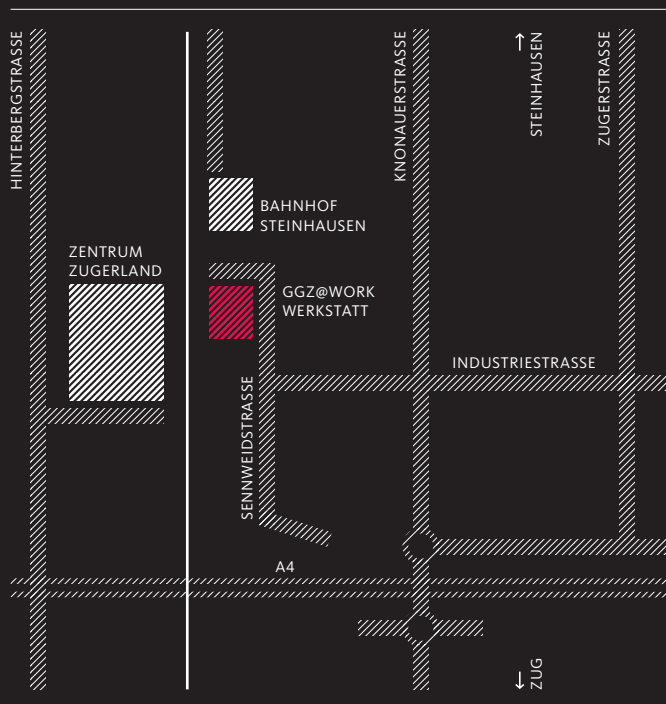 HINTERBERGSTRASSE
KNONAUERSTRASSE
↑ STEINHAUSEN
ZUGERSTRASSE
BAHNHOF
STEINHAUSEN
ZENTRUM
ZUGERLAND
GGZ@WORK
WERKSTATT
INDUSTRIESTRASSE
SENNWEIDSTRASSE
A4
← ZUG